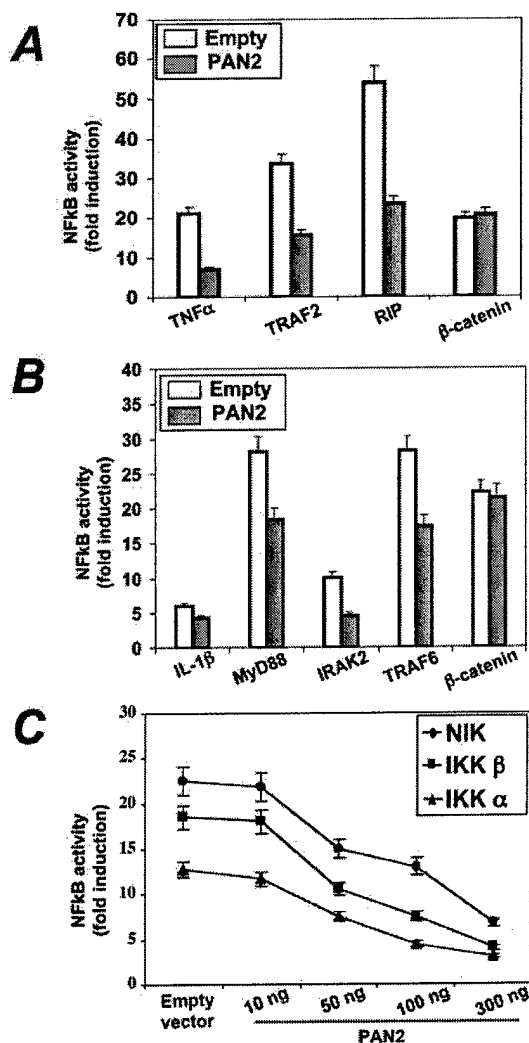 A
70
60
50
40
30
20
10
0
NFkB activity
(fold induction)
Empty
PAN2
TNFα
TRAF2
RIP
β-catenin
B
40
35
30
25
20
15
10
5
0
NFkB activity
(fold induction)
Empty
PAN2
IL-1β
MyD88
IRAK2
TRAF6
β-catenin
C
30
25
20
15
10
5
0
NFkB activity
(fold induction)
NIK
IKK β
IKK α
Empty
vector
10 ng
50 ng
100 ng
300 ng
PAN2